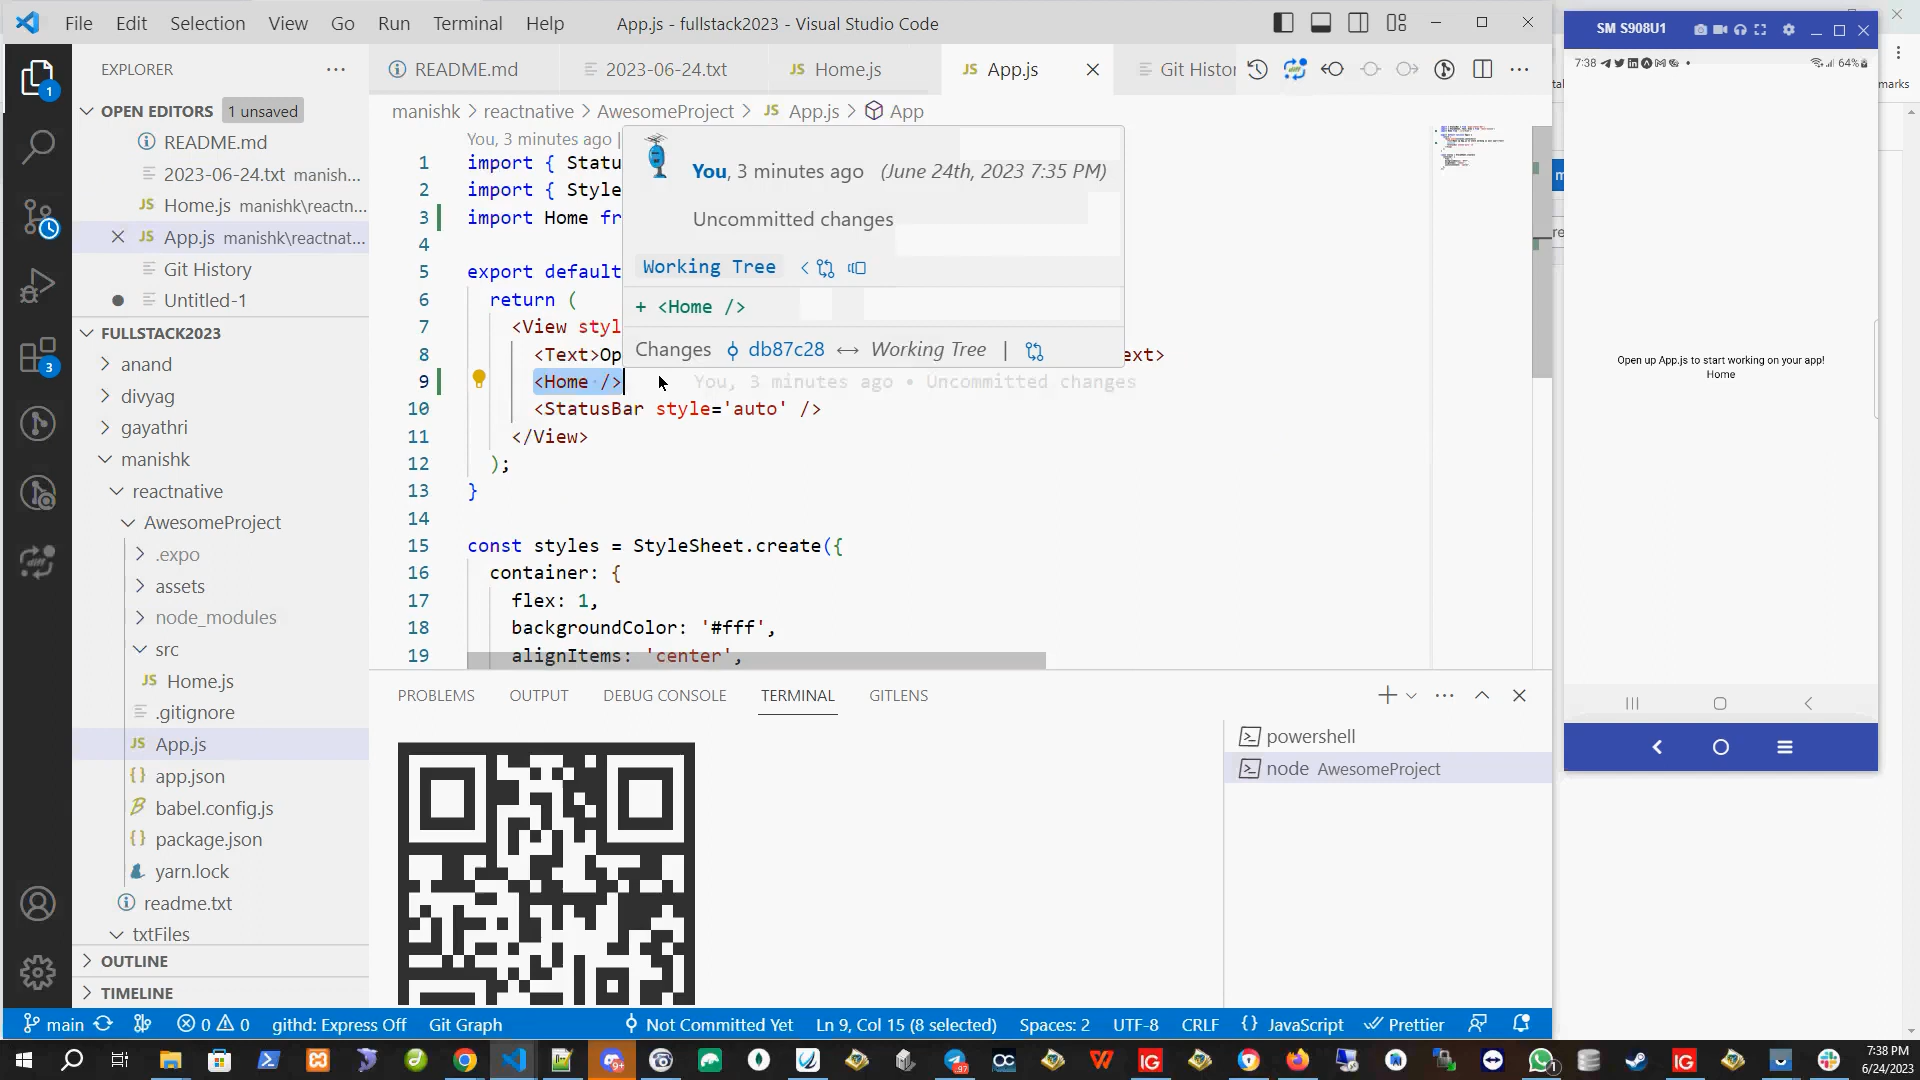 File Edit Selection View Go Run Terminal Help
App.js - fullstack2023 - Visual Studio Code
EXPLORER
OPEN EDITORS 1 unsaved
README.md
2023-06-24.txt manish...
Home.js manishk\reactn...
App.js manishk\reactnat...
Git History
Untitled-1
FULLSTACK2023
anand
divyag
gayathri
manishk
reactnative
AwesomeProject
.expo
assets
node_modules
src
JS Home.js
.gitignore
JS App.js
{} app.json
babel.config.js
{} package.json
yarn.lock
readme.txt
txtFiles
OUTLINE
TIMELINE
README.md
2023-06-24.txt
JS Home.js
JS App.js
Git Histor
manishk > reactnative > AwesomeProject > JS App.js > App
You, 3 minutes ago |
1 import { Statu
2 import { Style
3 import Home fr
4
5 export default
6 return (
7 <View styl
8 <Text>Op ext>
9 <Home /> You, 3 minutes ago • Uncommitted changes
10 <StatusBar style='auto' />
11 </View>
12 );
13 }
14
15 const styles = StyleSheet.create({
16 container: {
17 flex: 1,
18 backgroundColor: '#fff',
19 alignItems: 'center',
You, 3 minutes ago (June 24th, 2023 7:35 PM)
Uncommitted changes
Working Tree
+ <Home />
Changes db87c28 ↔ Working Tree |
PROBLEMS OUTPUT DEBUG CONSOLE TERMINAL GITLENS
powershell
node AwesomeProject
main 0 0 githd: Express Off Git Graph
Not Committed Yet Ln 9, Col 15 (8 selected) Spaces: 2 UTF-8 CRLF {} JavaScript Prettier
SM S908U1
7:38 64%
Open up App.js to start working on your app!
Home
marks
7:38 PM
6/24/2023